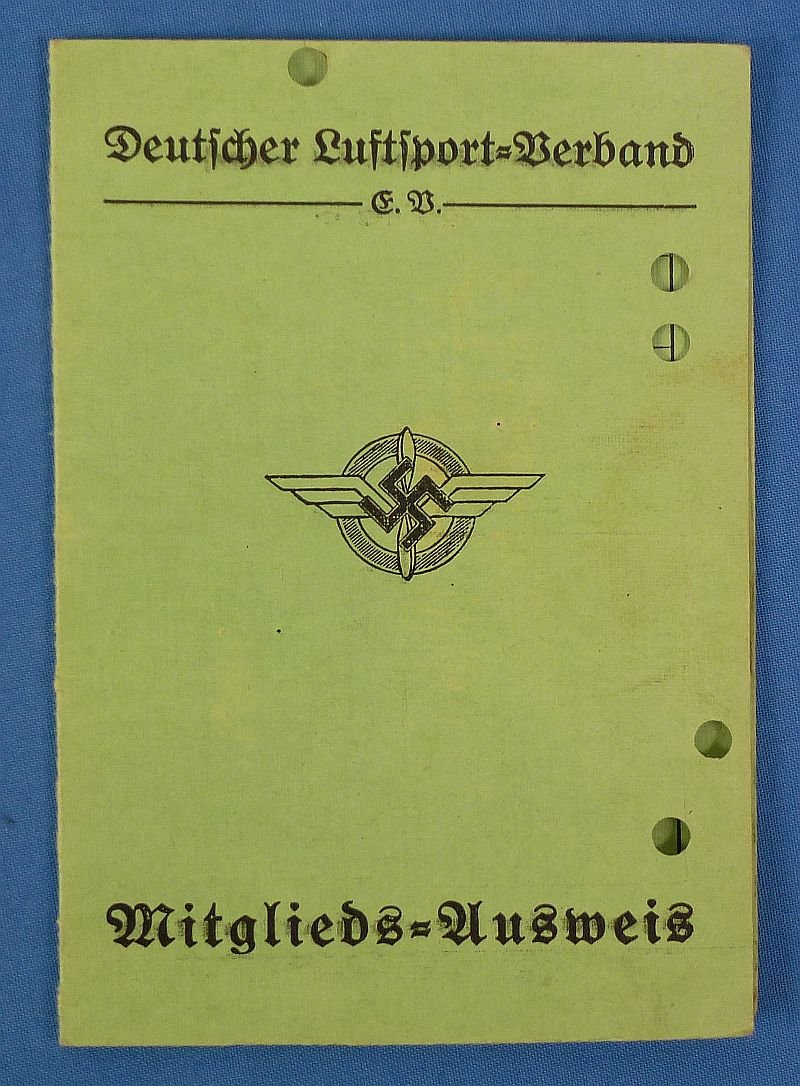 Deutscher Luftsport=Verband
E. V.
Mitglieds=Ausweis